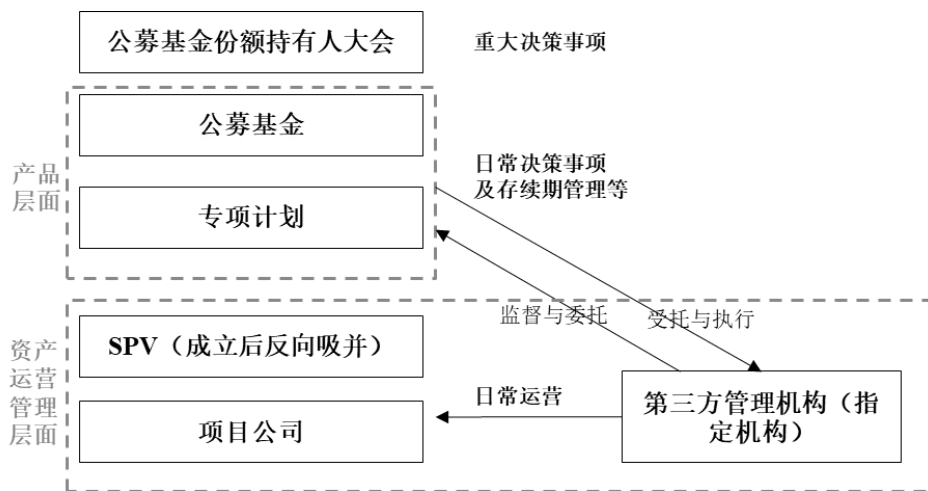 公募基金份额持有人大会
重大决策事项
公募基金
产品
层面
日常决策事项
及存续期管理等
专项计划
监督与委托
受托与执行
SPV（成立后反向吸并）
资产
运营
管理
层面
日常运营
第三方管理机构（指
定机构）
项目公司